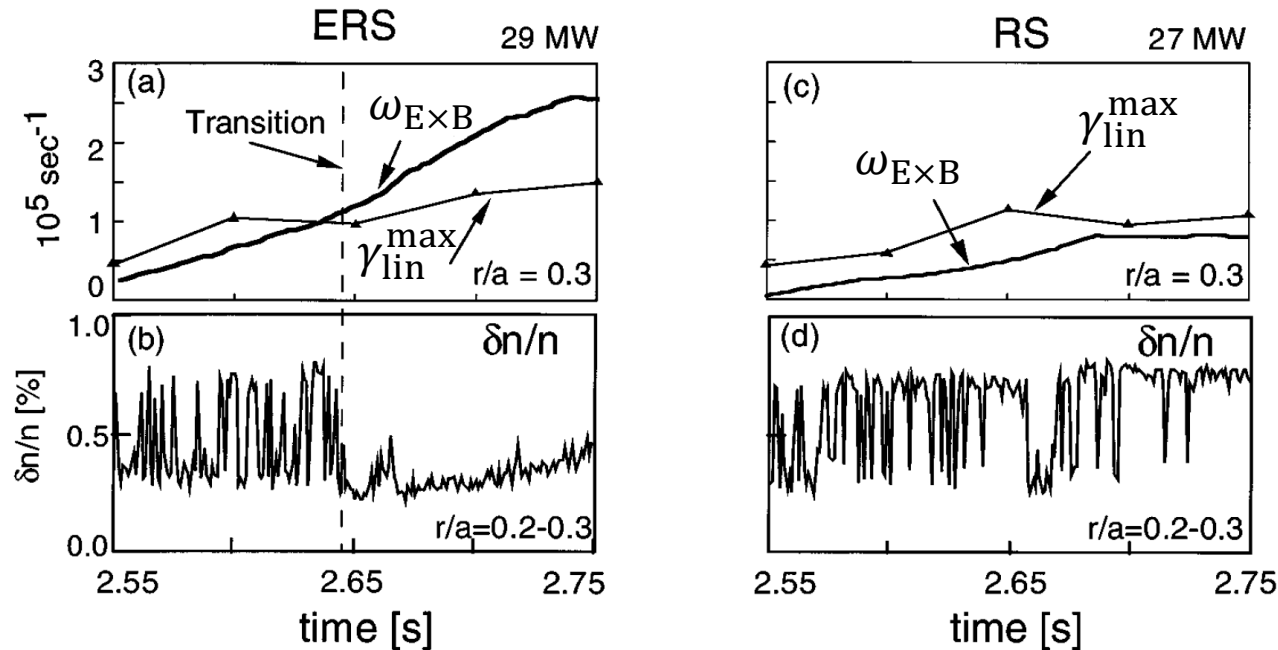 ERS 29 MW
(a)
3
2
1
0
10⁵ sec⁻¹
Transition
ω_E×B
γ_lin^max
r/a = 0.3
(b)
δn/n
1.0
0.5
0.0
δn/n [%]
r/a=0.2-0.3
2.55 2.65 2.75
time [s]
RS 27 MW
(c)
γ_lin^max
ω_E×B
r/a = 0.3
(d)
δn/n
r/a=0.2-0.3
2.55 2.65 2.75
time [s]